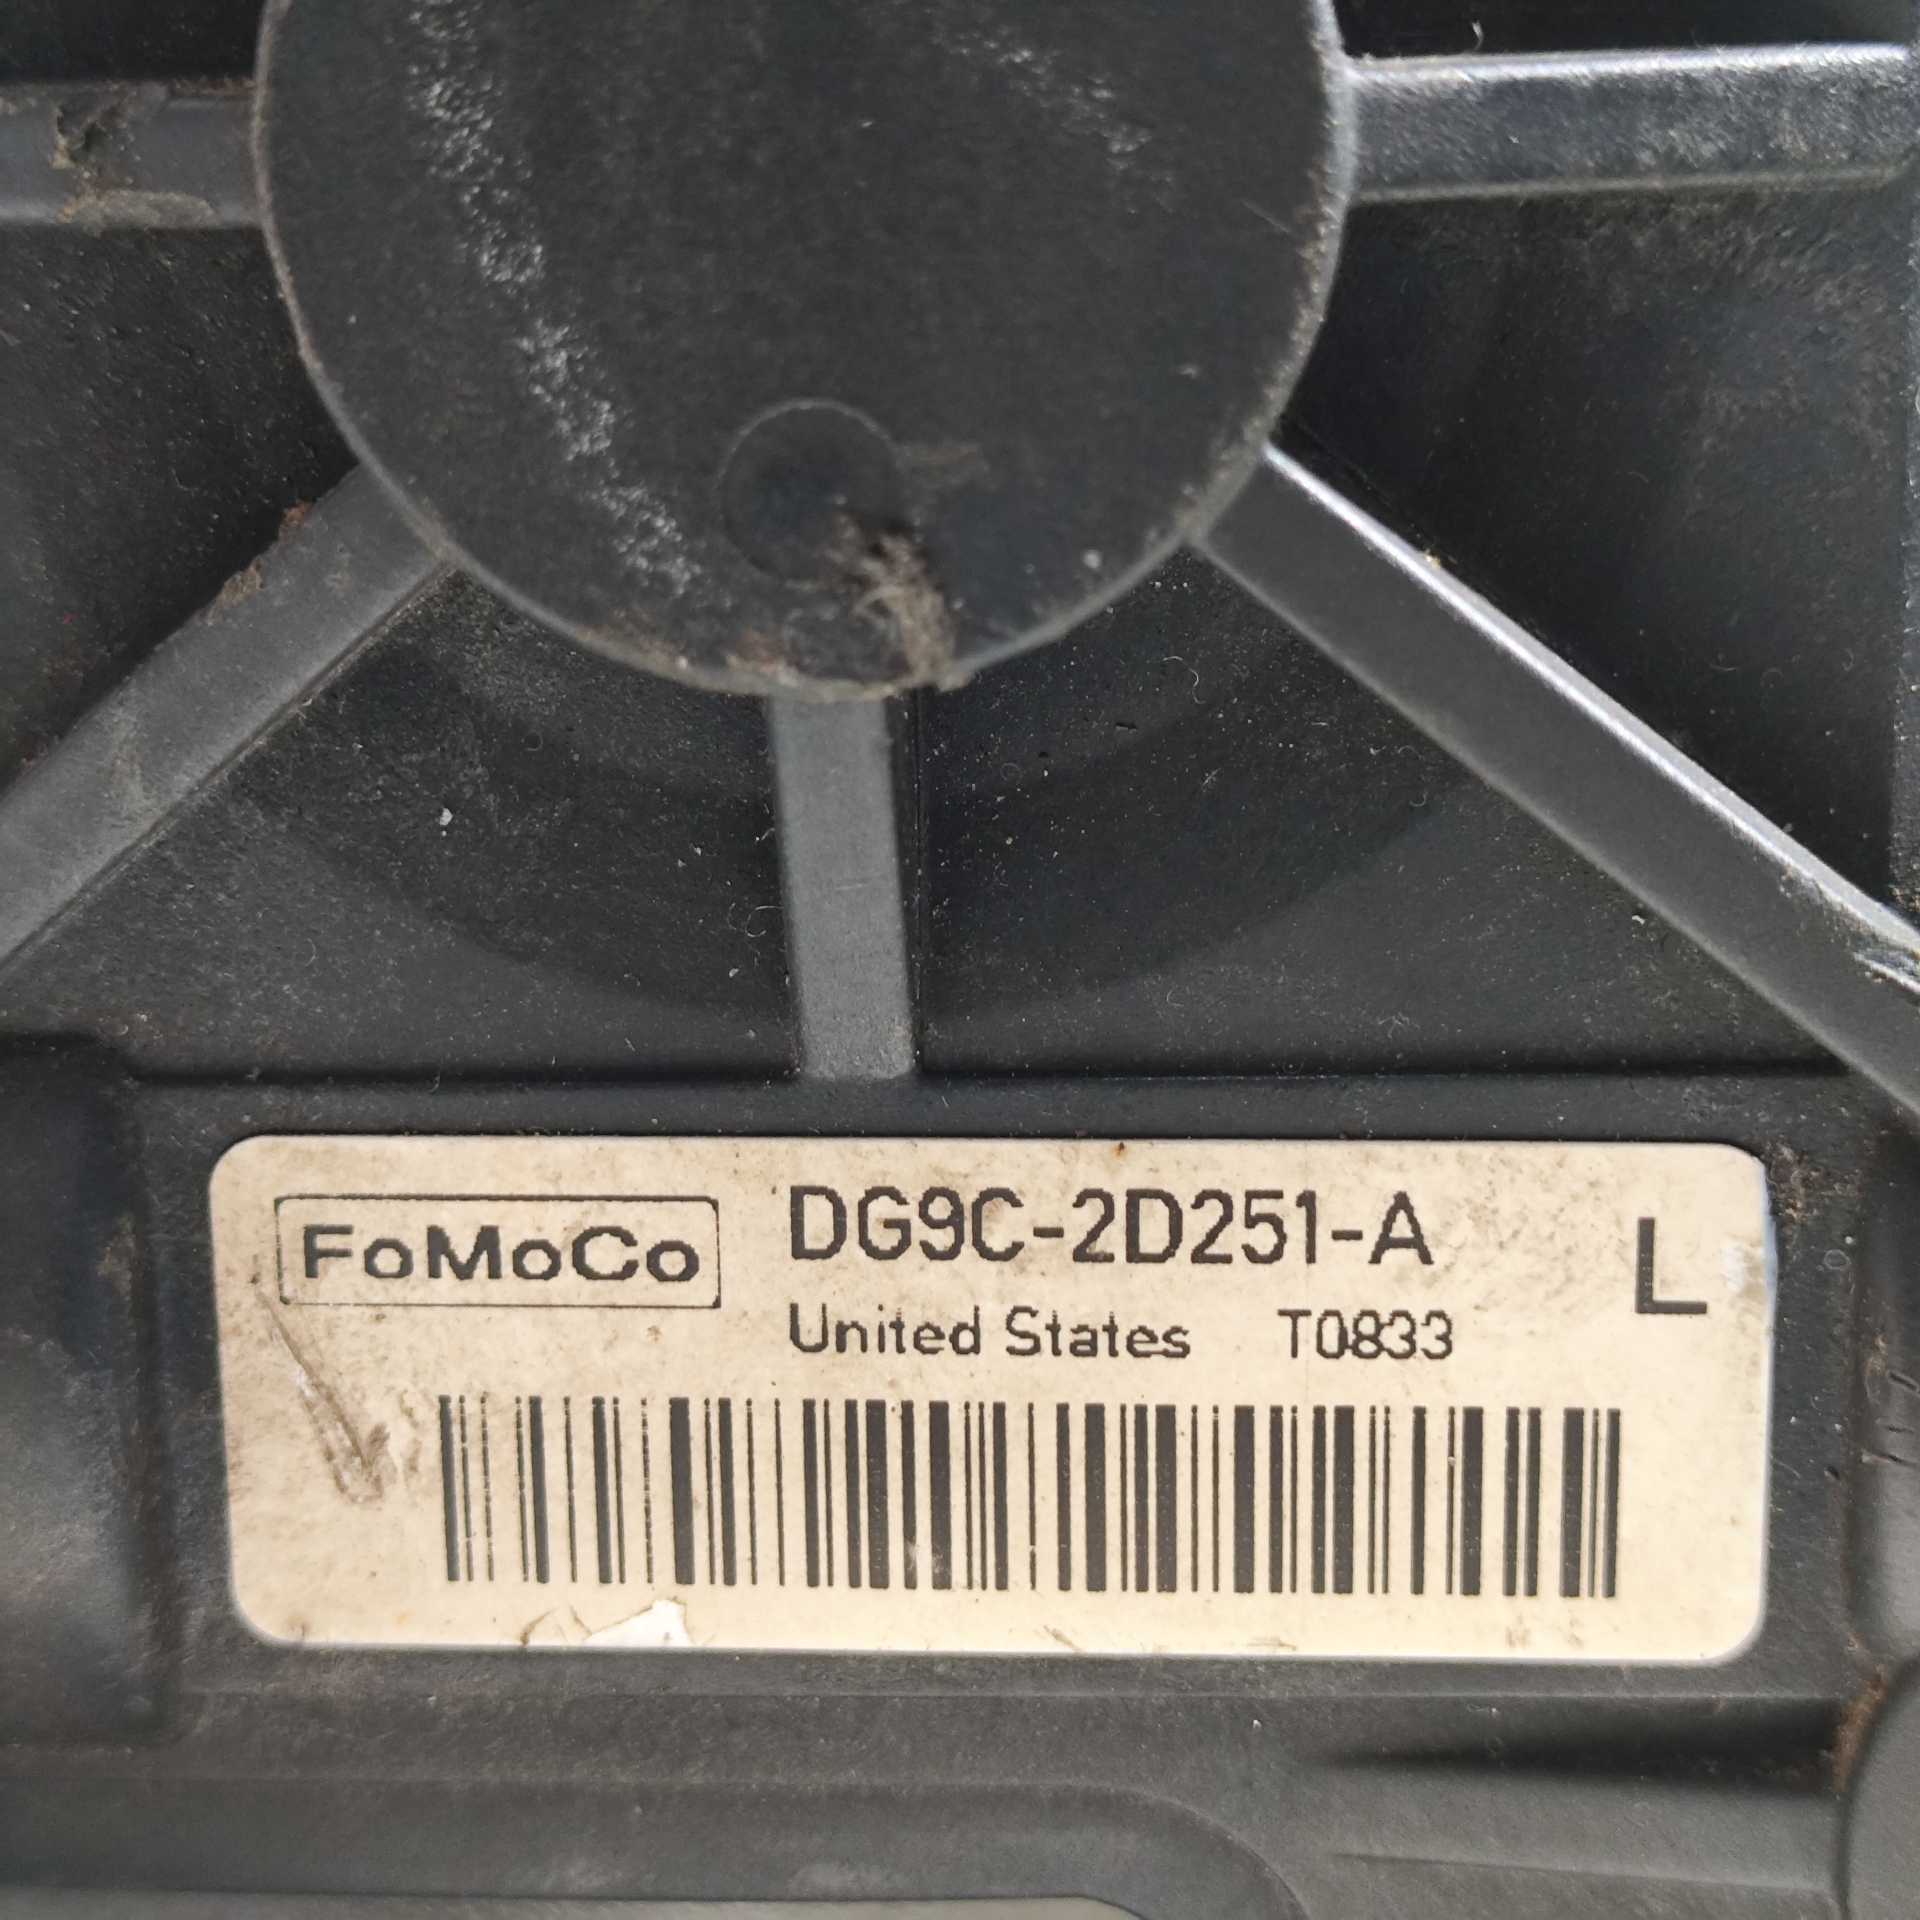 FoMoCo DG9C-2D251-A L
United States T0833